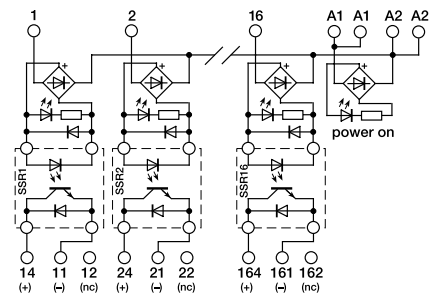 1 2 16 A1 A1 A2 A2
+ + + +
power on
SSR1 SSR2 SSR16
14 11 12 24 21 22 164 161 162
(+) (–) (nc) (+) (–) (nc) (+) (–) (nc)